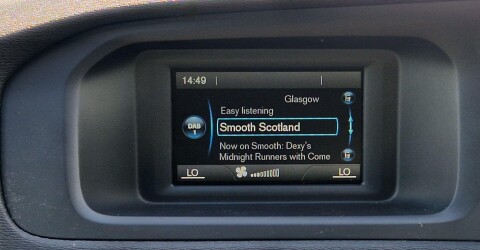 14:49
Glasgow
Easy listening
DAB
1
Smooth Scotland
Now on Smooth: Dexy's
Midnight Runners with Come
LO LO